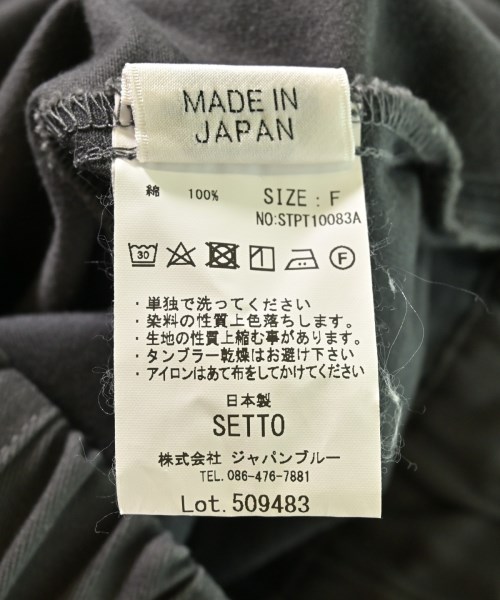 MADE IN
JAPAN
綿 100% SIZE : F
NO:STPT10083A
30 F
・単独で洗ってください
・染料の性質上色落ちします。
・生地の性質上縮む事があります。
・タンブラー乾燥はお避け下さい
・アイロンはあて布をしてかけてください
日本製
SETTO
株式会社 ジャパンブルー
TEL.086-476-7881
Lot.509483